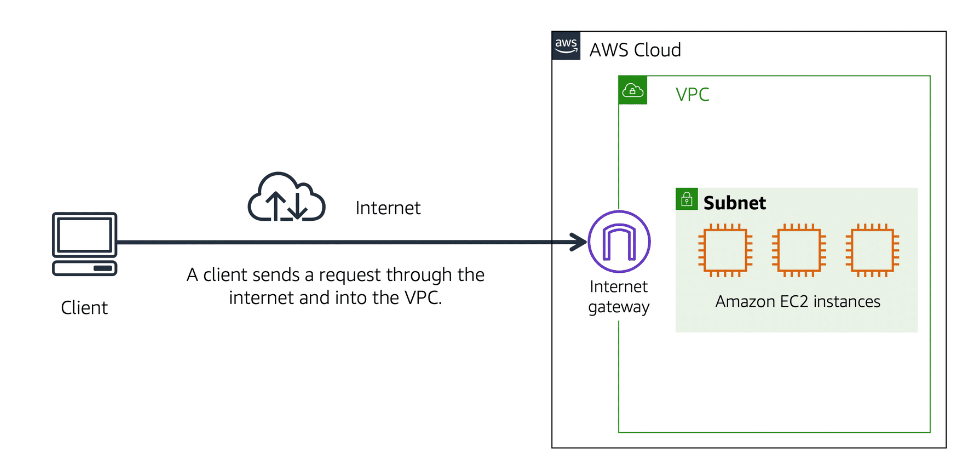 aws
AWS Cloud
VPC
Internet
Subnet
A client sends a request through the
internet and into the VPC.
Client
Internet
gateway
Amazon EC2 instances